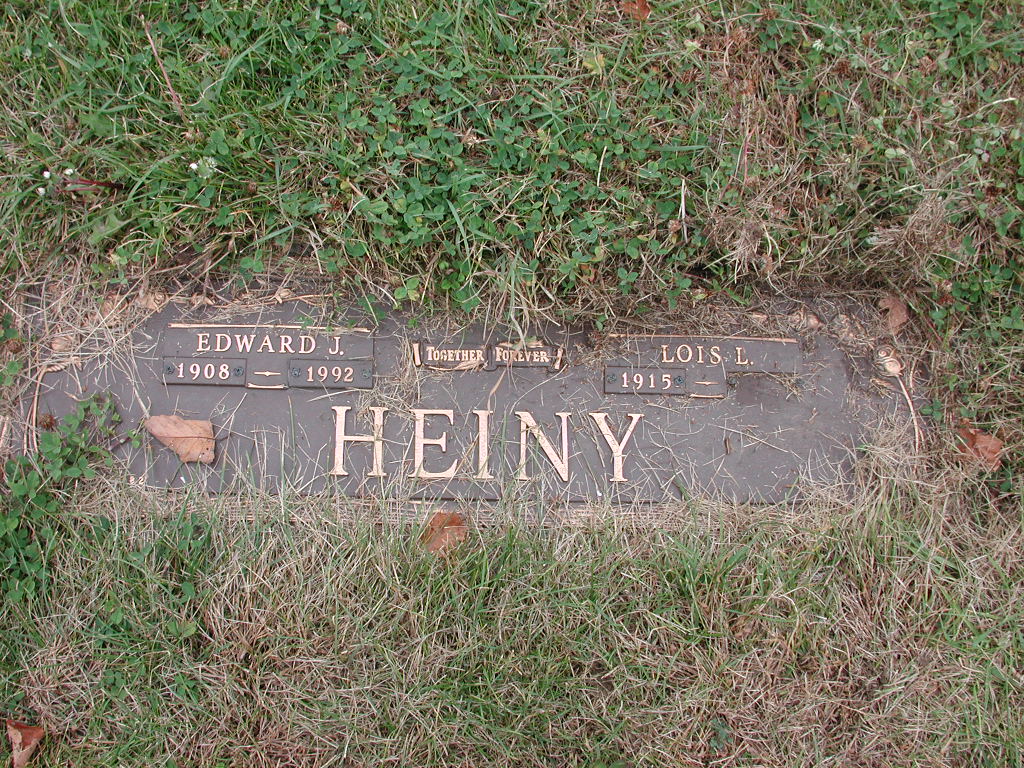 EDWARD J.
1908 – 1992
TOGETHER FOREVER
LOIS L.
1915 –
HEINY